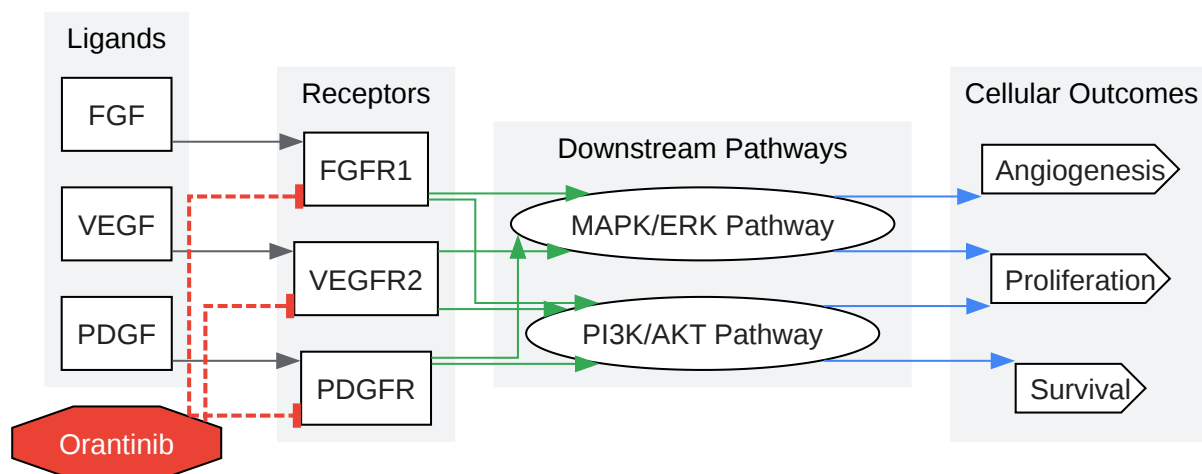 Ligands
FGF
VEGF
PDGF
Orantinib
Receptors
FGFR1
VEGFR2
PDGFR
Downstream Pathways
MAPK/ERK Pathway
PI3K/AKT Pathway
Cellular Outcomes
Angiogenesis
Proliferation
Survival